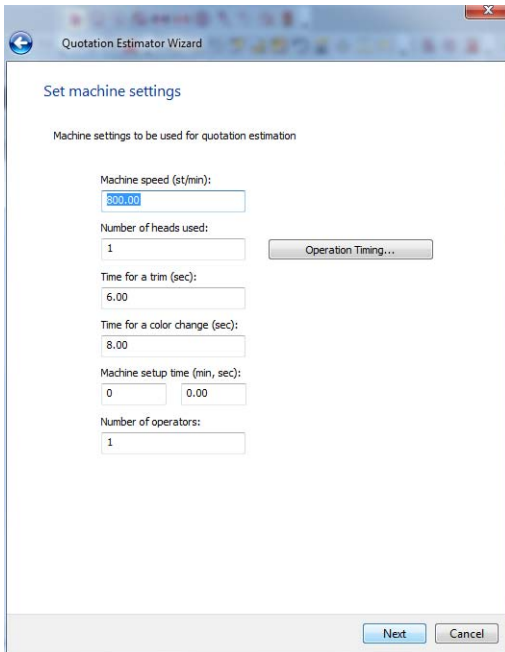 Quotation Estimator Wizard
Set machine settings
Machine settings to be used for quotation estimation
Machine speed (st/min):
800.00
Number of heads used:
1
Operation Timing...
Time for a trim (sec):
6.00
Time for a color change (sec):
8.00
Machine setup time (min, sec):
0 0.00
Number of operators:
1
Next Cancel